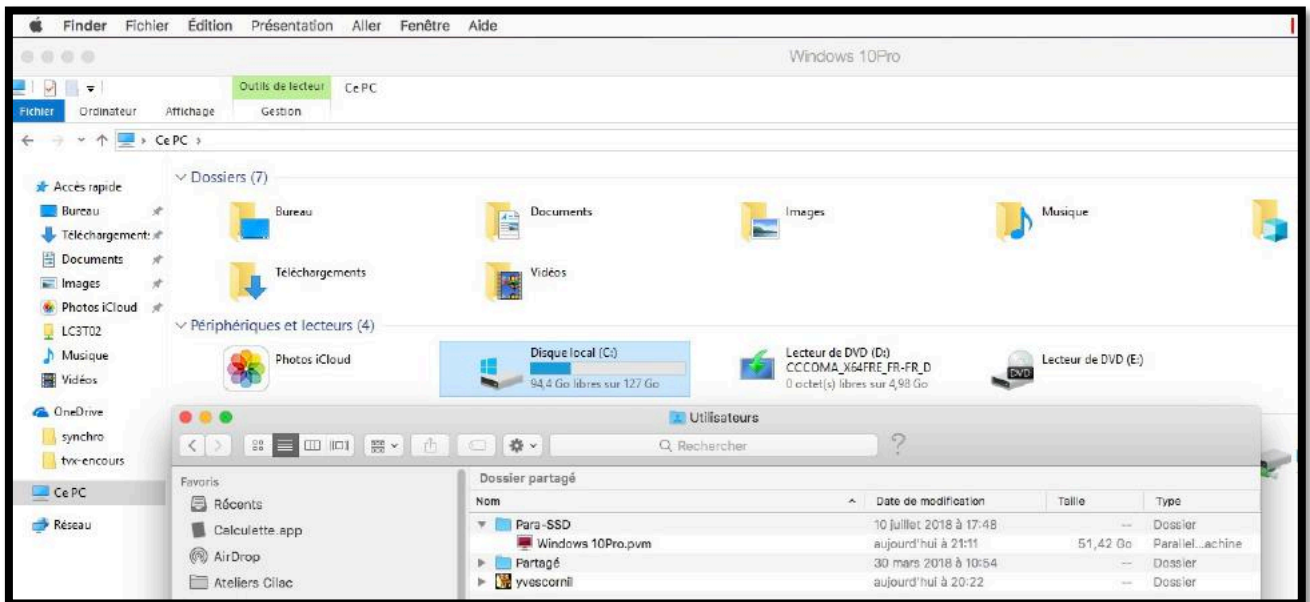 Finder Fichier Édition Présentation Aller Fenêtre Aide
Windows 10Pro
Outils de lecteur Ce PC
Fichier Ordinateur Affichage Gestion
Ce PC
Accès rapide
Bureau
Téléchargement:
Documents
Images
Photos iCloud
LC3T02
Musique
Vidéos
OneDrive
synchro
tvx-encours
Ce PC
Réseau
Dossiers (7)
Bureau Documents Images Musique
Téléchargements Vidéos
Périphériques et lecteurs (4)
Photos iCloud
Disque local (C:)
94,4 Go libres sur 127 Go
Lecteur de DVD (D:)
CCCOMA_X64FRE_FR-FR_D
0 octet(s) libres sur 4,98 Go
Lecteur de DVD (E:)
DVD
Utilisateurs
Rechercher
?
Favoris
Récents
Calculette.app
AirDrop
Ateliers Cilac
Dossier partagé
Nom Date de modification Taille Type
Para-SSD 10 juillet 2018 à 17:48 -- Dossier
Windows 10Pro.pvm aujourd'hui à 21:11 51,42 Go Parallel...achine
Partagé 30 mars 2018 à 10:54 -- Dossier
yvescornil aujourd'hui à 20:22 -- Dossier